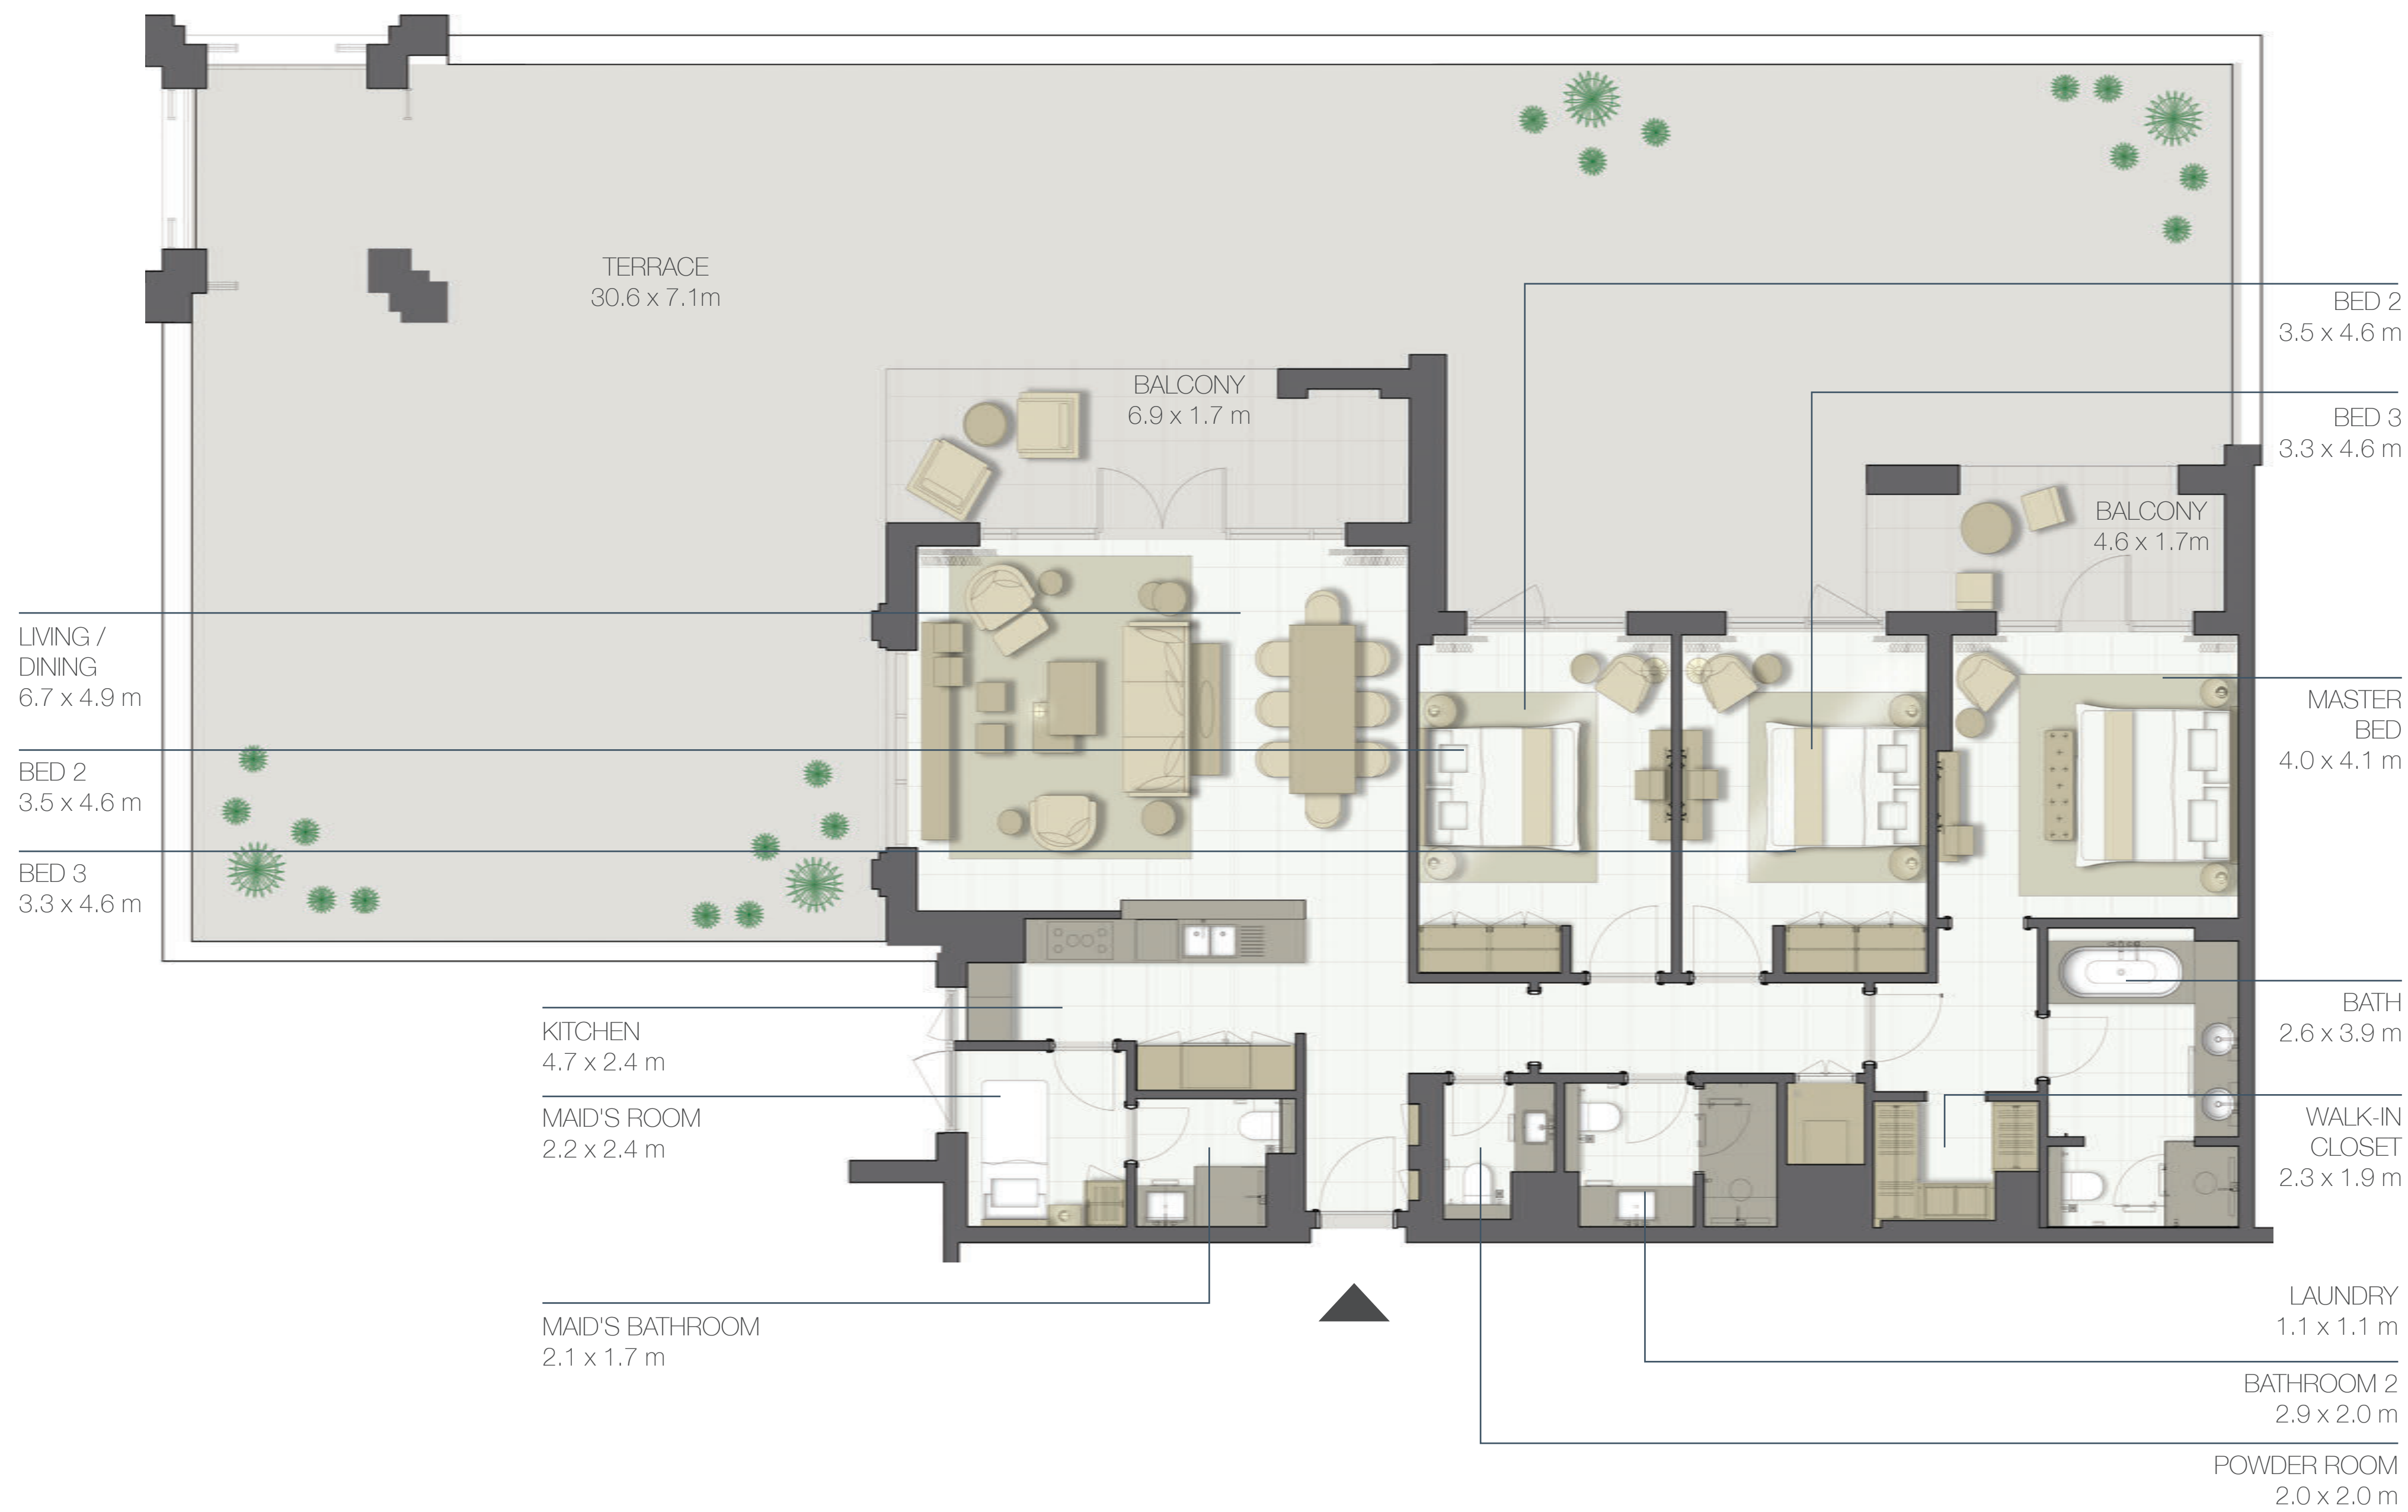 TERRACE
30.6 x 7.1m
BED 2
3.5 x 4.6 m
BALCONY
6.9 x 1.7 m
BED 3
3.3 x 4.6 m
BALCONY
4.6 x 1.7m
LIVING /
DINING
6.7 x 4.9 m
MASTER
BED
4.0 x 4.1 m
BED 2
3.5 x 4.6 m
BED 3
3.3 x 4.6 m
BATH
2.6 x 3.9 m
KITCHEN
4.7 x 2.4 m
MAID'S ROOM
2.2 x 2.4 m
WALK-IN
CLOSET
2.3 x 1.9 m
MAID'S BATHROOM
2.1 x 1.7 m
LAUNDRY
1.1 x 1.1 m
BATHROOM 2
2.9 x 2.0 m
POWDER ROOM
2.0 x 2.0 m